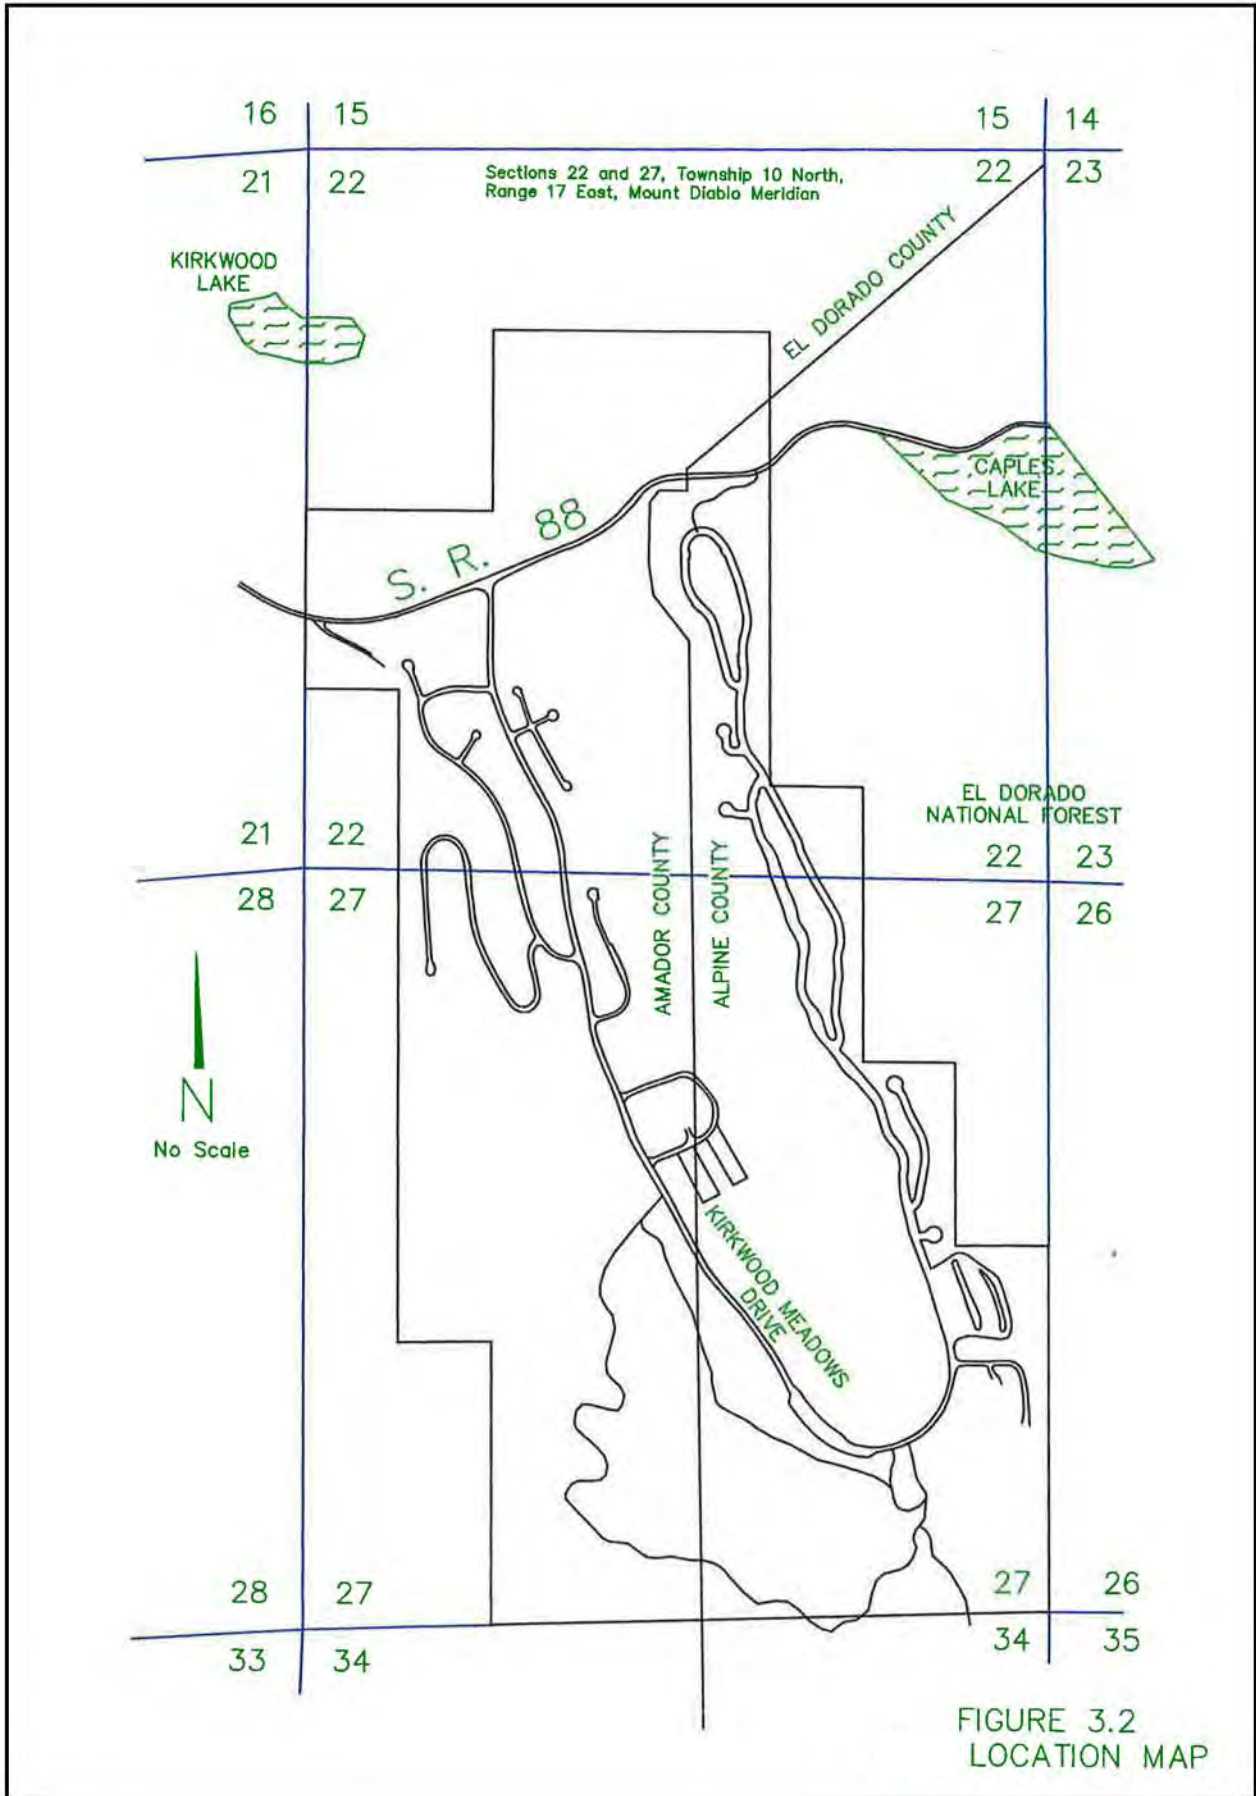 16 15
15 14
21 22
Sections 22 and 27, Township 10 North,
Range 17 East, Mount Diablo Meridian
22 23
KIRKWOOD
LAKE
EL DORADO COUNTY
CAPLES
LAKE
S. R. 88
EL DORADO
NATIONAL FOREST
21 22
22 23
28 27
27 26
AMADOR COUNTY
ALPINE COUNTY
N
No Scale
KIRKWOOD MEADOWS
DRIVE
28 27
27 26
33 34
34 35
FIGURE 3.2
LOCATION MAP